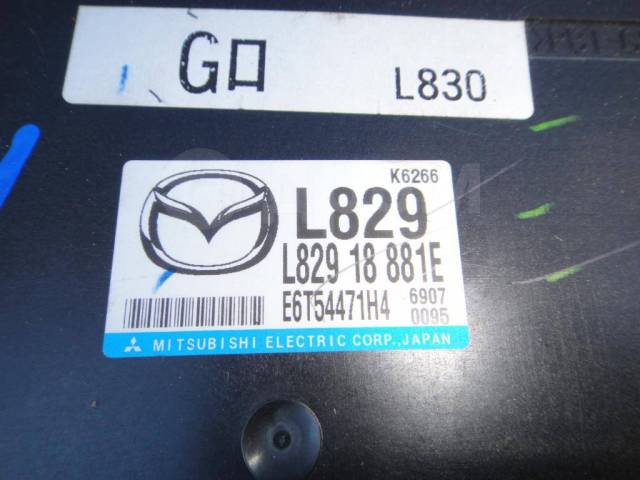 G口
L830
K6266
L829
L829 18 881E
E6T54471H4
6907
0095
MITSUBISHI ELECTRIC CORP.,JAPAN